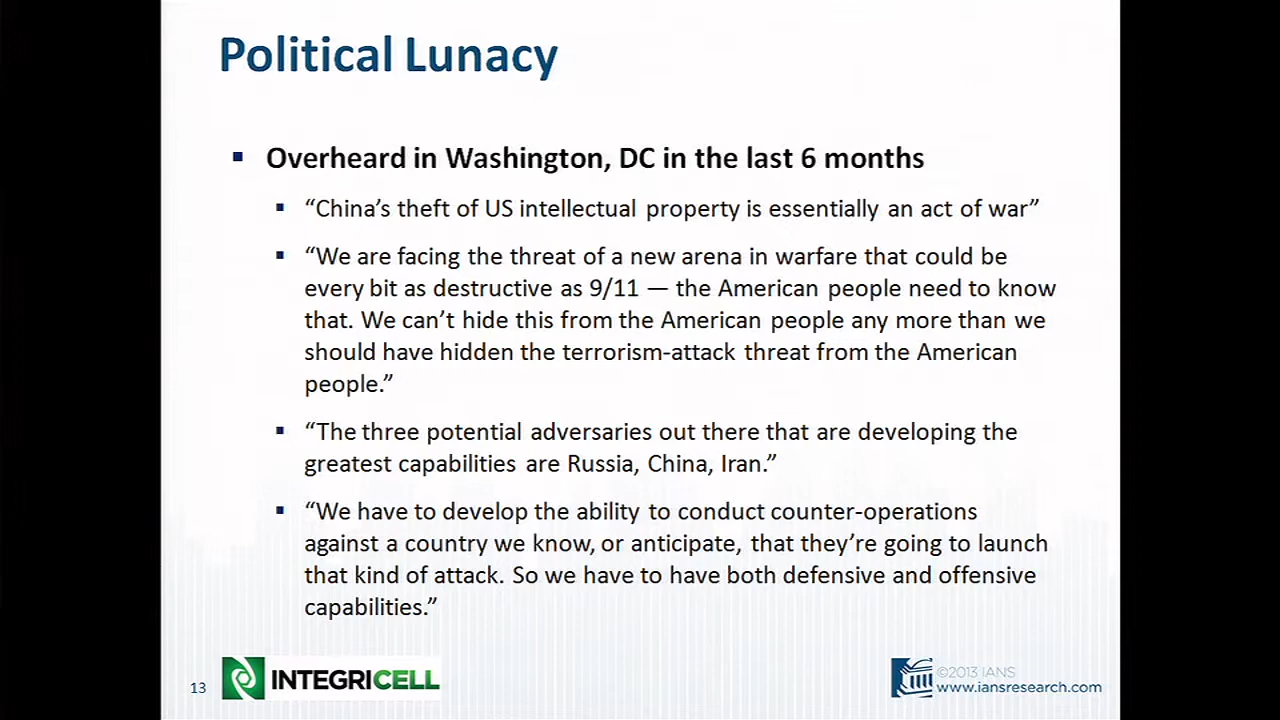 Political Lunacy
▪ Overheard in Washington, DC in the last 6 months
▪ “China’s theft of US intellectual property is essentially an act of war”
▪ “We are facing the threat of a new arena in warfare that could be
every bit as destructive as 9/11 — the American people need to know
that. We can’t hide this from the American people any more than we
should have hidden the terrorism-attack threat from the American
people.”
▪ “The three potential adversaries out there that are developing the
greatest capabilities are Russia, China, Iran.”
▪ “We have to develop the ability to conduct counter-operations
against a country we know, or anticipate, that they’re going to launch
that kind of attack. So we have to have both defensive and offensive
capabilities.”
13
INTEGRICELL
©2013 IANS
www.iansresearch.com